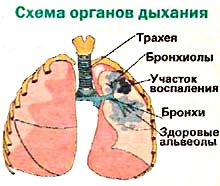 Схема органов дыхания
Трахея
Бронхиолы
Участок
воспаления
Бронхи
Здоровые
альвеолы